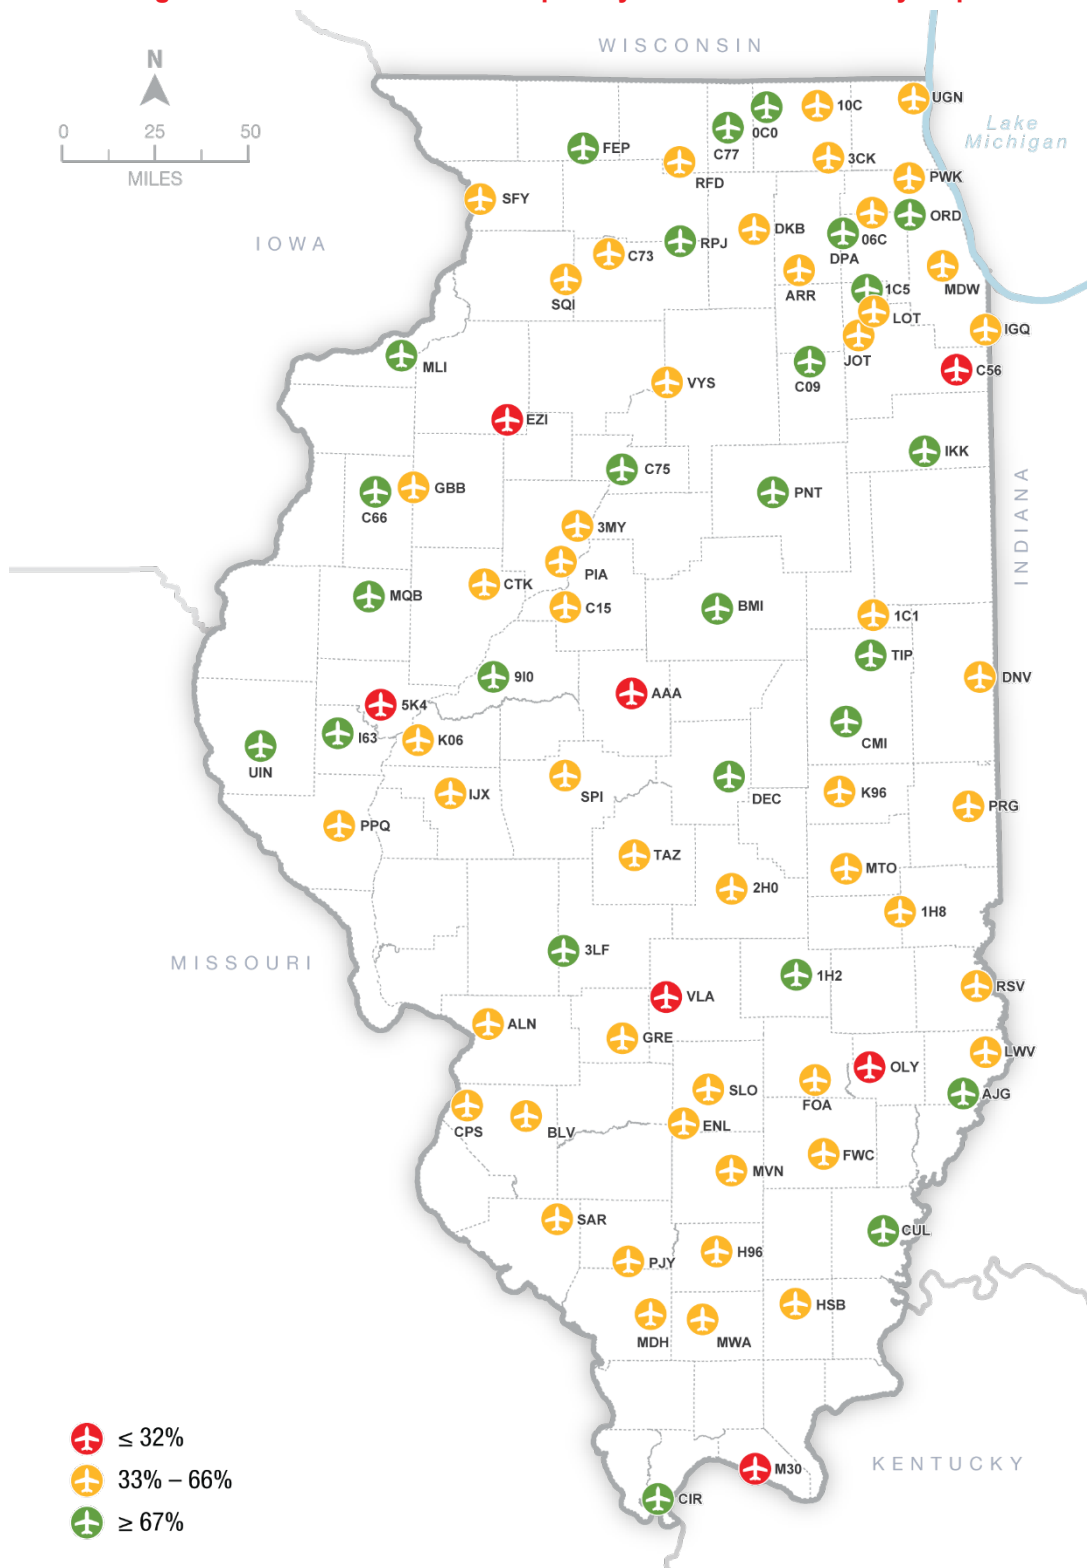 WISCONSIN
N
0 25 50
MILES
Lake
Michigan
UGN
10C
0C0
C77
FEP
3CK
RFD
PWK
SFY
ORD
IOWA
DKB
RPJ
06C
DPA
C73
MDW
ARR
SQI
1C5
LOT
IGQ
JOT
MLI
C56
C09
VYS
EZI
IKK
C75
GBB
PNT
C66
INDIANA
3MY
PIA
CTK
MQB
C15
BMI
1C1
TIP
9I0
DNV
AAA
5K4
I63
K06
CMI
UIN
SPI
DEC
IJX
K96
PRG
PPQ
TAZ
MTO
2H0
1H8
3LF
MISSOURI
1H2
RSV
VLA
ALN
GRE
LWV
OLY
SLO
FOA
AJG
CPS
BLV
ENL
FWC
MVN
SAR
CUL
H96
PJY
HSB
MDH
MWA
≤ 32%
33% – 66%
≥ 67%
KENTUCKY
M30
CIR